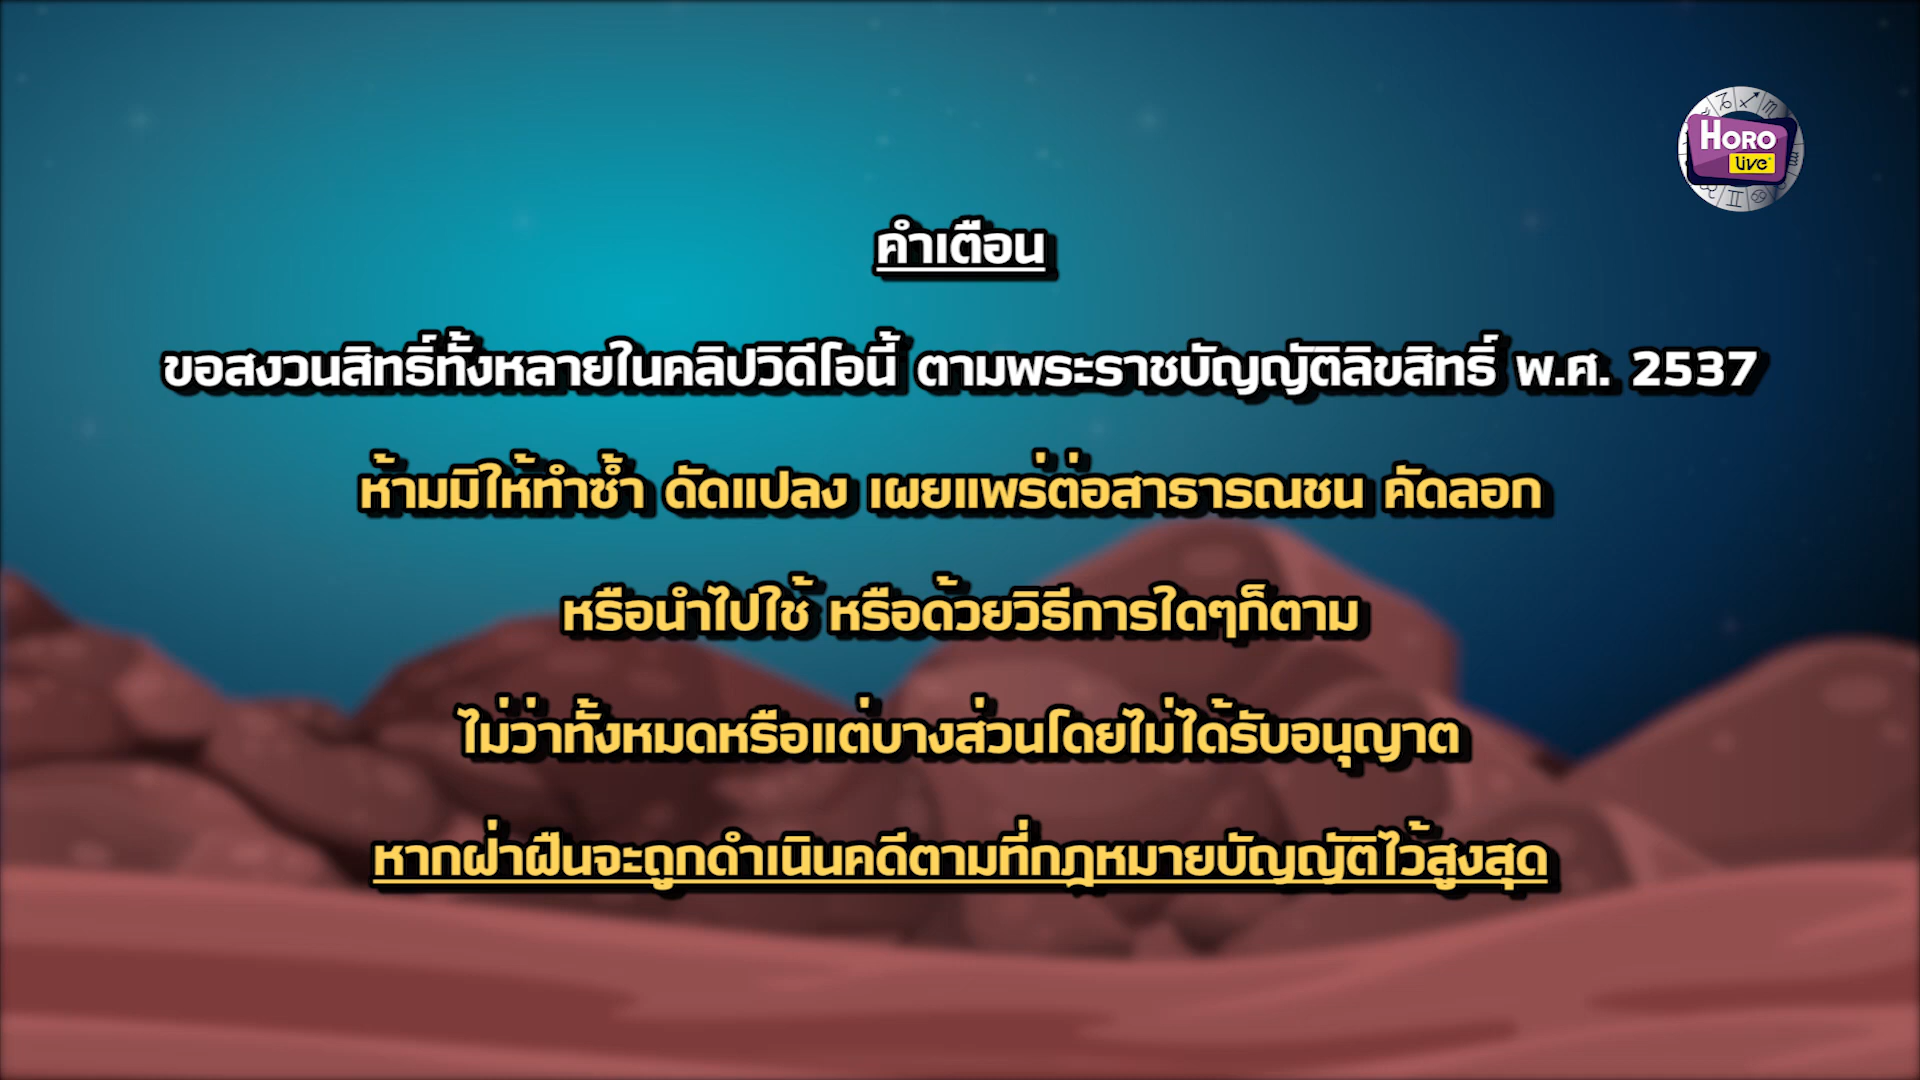 HORO
Live
คำเตือน
ขอสงวนสิทธิ์ทั้งหลายในคลิปวิดีโอนี้ ตามพระราชบัญญัติลิขสิทธิ์ พ.ศ. 2537
ห้ามมิให้ทำซ้ำ ดัดแปลง เผยแพร่ต่อสาธารณชน คัดลอก
หรือนำไปใช้ หรือด้วยวิธีการใดๆก็ตาม
ไม่ว่าทั้งหมดหรือแต่บางส่วนโดยไม่ได้รับอนุญาต
หากฝ่าฝืนจะถูกดำเนินคดีตามที่กฎหมายบัญญัติไว้สูงสุด